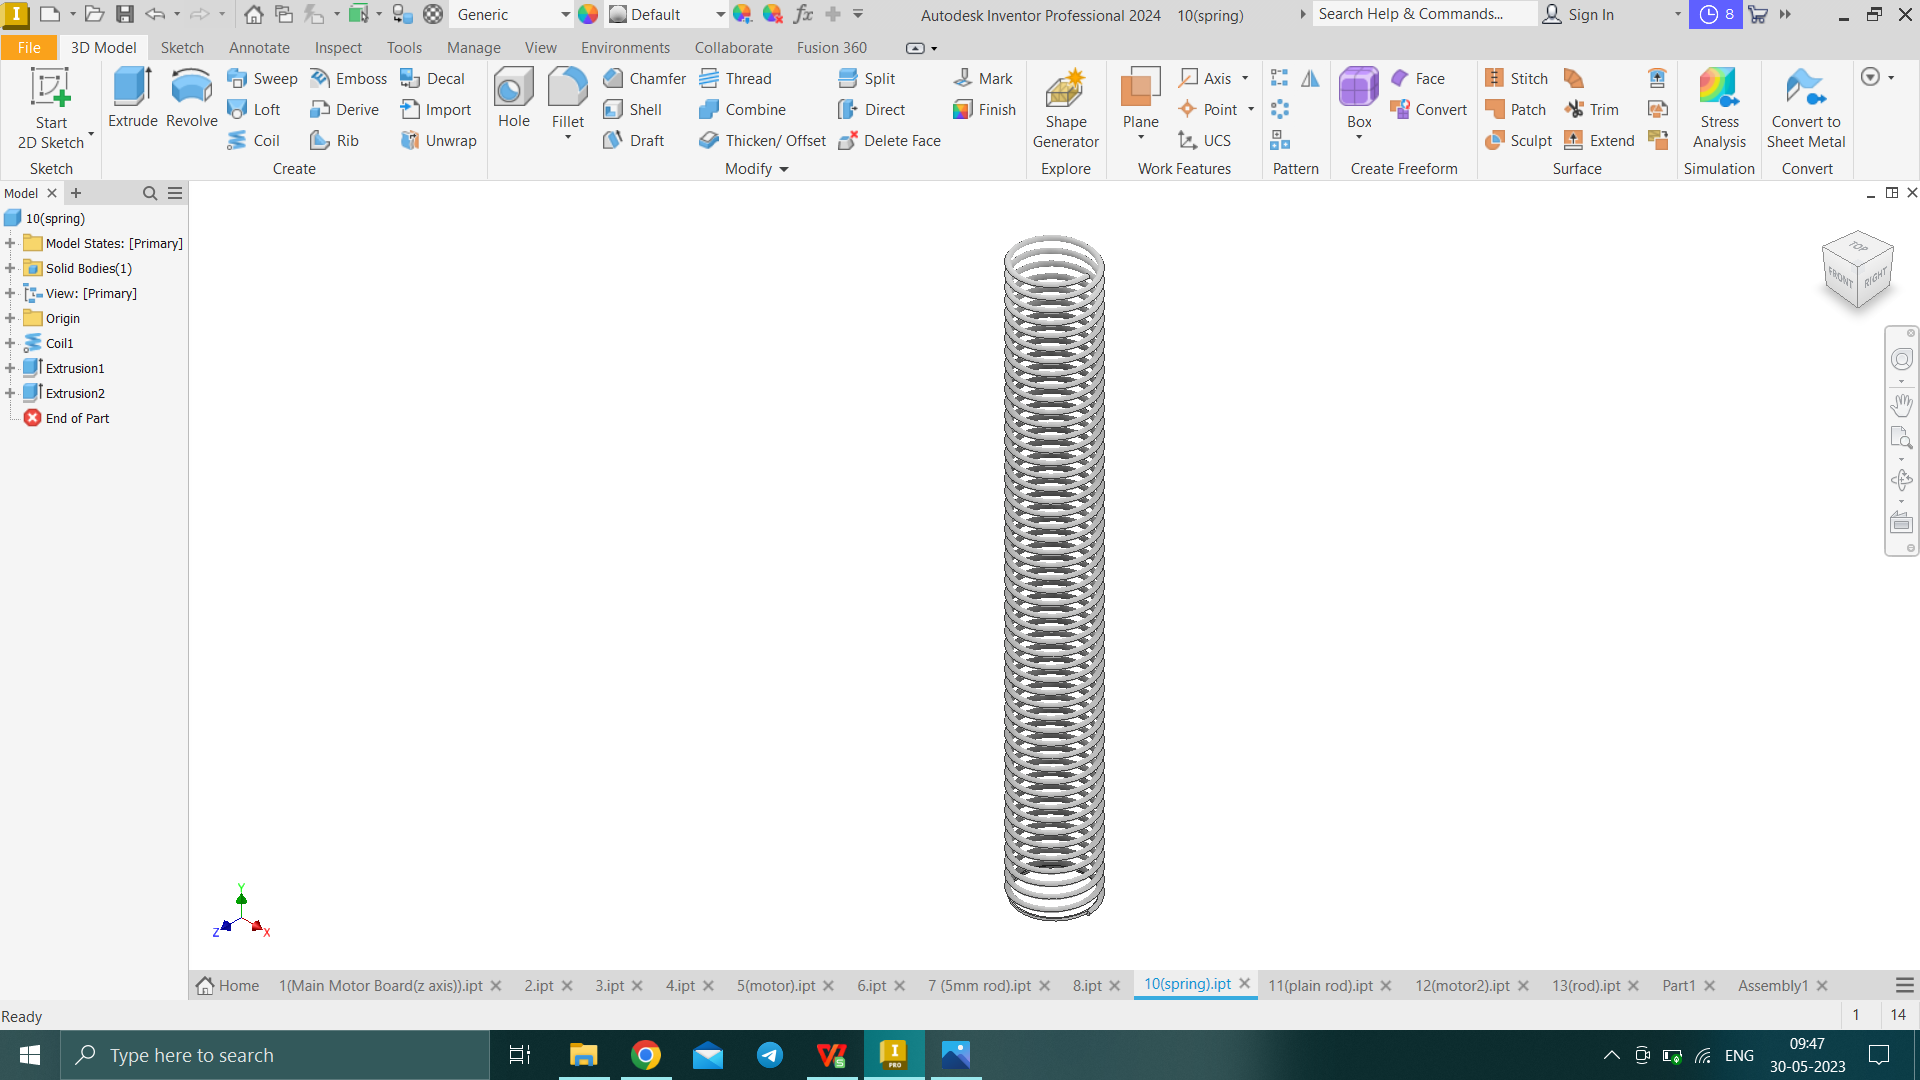 Generic
Default
Autodesk Inventor Professional 2024 10(spring)
Search Help & Commands...
Sign In
8
File 3D Model Sketch Annotate Inspect Tools Manage View Environments Collaborate Fusion 360
Start
2D Sketch
Sketch
Extrude
Revolve
Sweep
Loft
Coil
Emboss
Derive
Rib
Decal
Import
Unwrap
Create
Hole
Fillet
Chamfer
Shell
Draft
Thread
Combine
Thicken/ Offset
Split
Direct
Delete Face
Mark
Finish
Modify
Shape
Generator
Explore
Plane
Axis
Point
UCS
Work Features
Pattern
Box
Face
Convert
Create Freeform
Stitch
Patch
Sculpt
Trim
Extend
Surface
Stress
Analysis
Simulation
Convert to
Sheet Metal
Convert
Model
10(spring)
Model States: [Primary]
Solid Bodies(1)
View: [Primary]
Origin
Coil1
Extrusion1
Extrusion2
End of Part
TOP
FRONT
RIGHT
Y
Z
X
Home 1(Main Motor Board(z axis)).ipt 2.ipt 3.ipt 4.ipt 5(motor).ipt 6.ipt 7 (5mm rod).ipt 8.ipt 10(spring).ipt 11(plain rod).ipt 12(motor2).ipt 13(rod).ipt Part1 Assembly1
Ready
1 14
Type here to search
I
PRO
ENG
09:47
30-05-2023